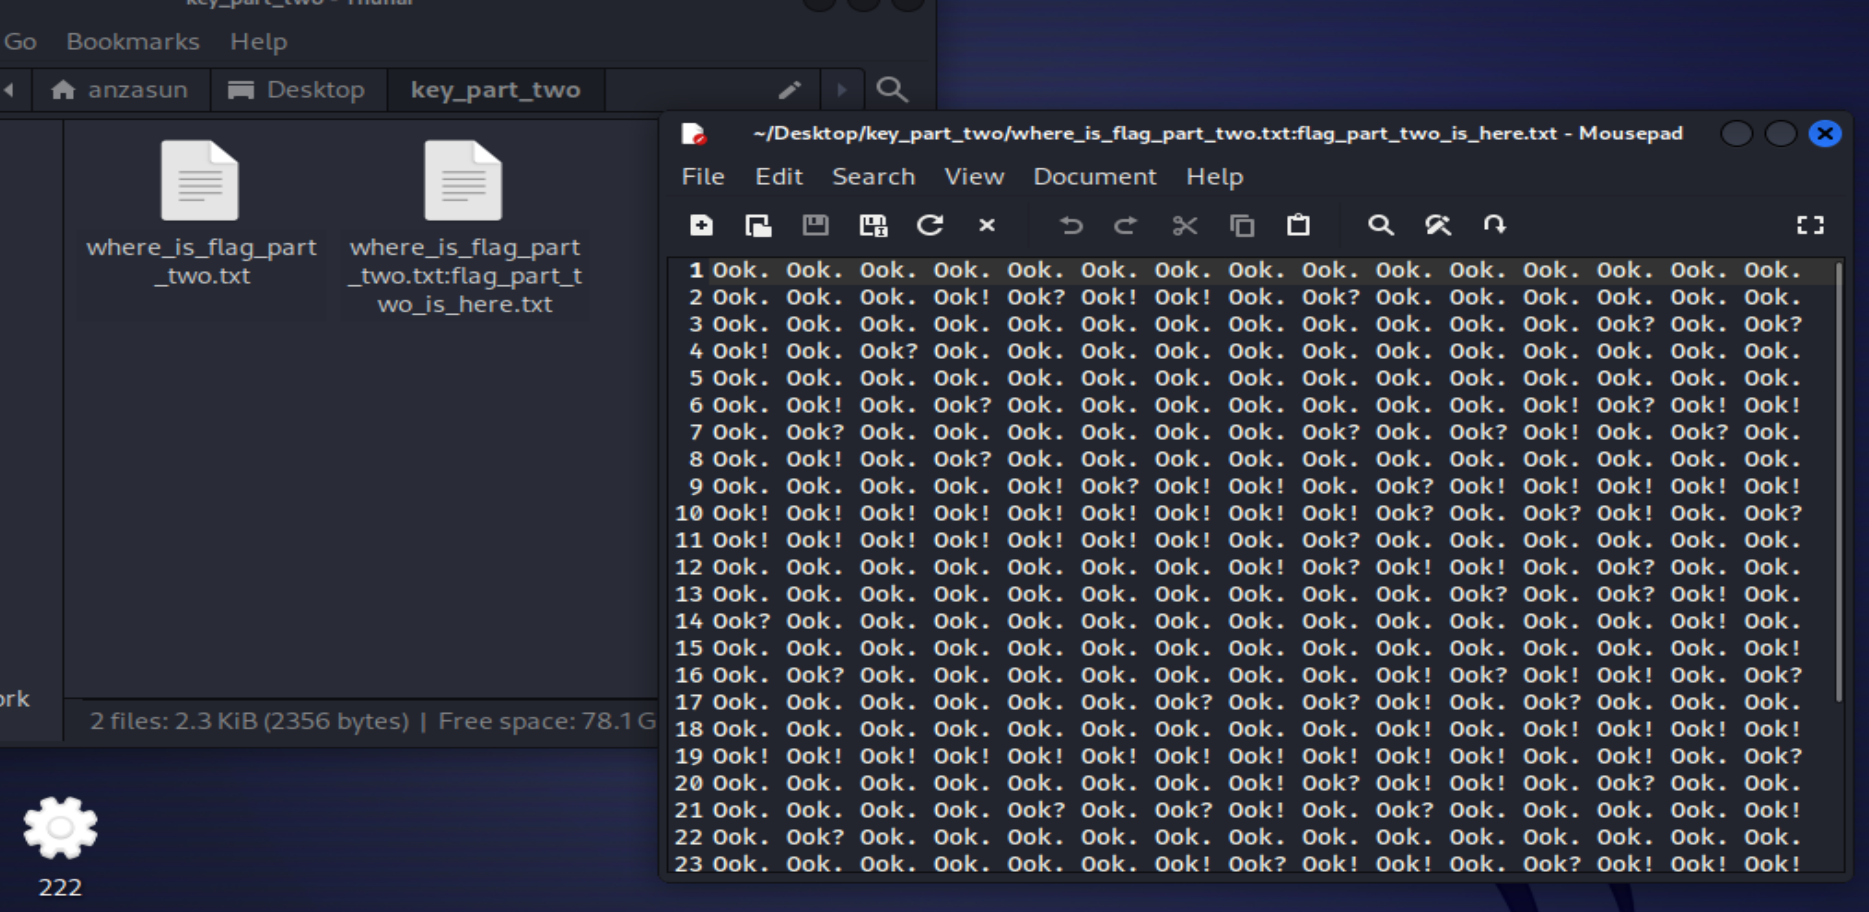 key_part_two - Thunar
Go Bookmarks Help
anzasun Desktop key_part_two
where_is_flag_part
_two.txt
where_is_flag_part
_two.txt:flag_part_t
wo_is_here.txt
ork
2 files: 2.3 KiB (2356 bytes) | Free space: 78.1 G
222
~/Desktop/key_part_two/where_is_flag_part_two.txt:flag_part_two_is_here.txt - Mousepad
File Edit Search View Document Help
1 Ook. Ook. Ook. Ook. Ook. Ook. Ook. Ook. Ook. Ook. Ook. Ook. Ook. Ook. Ook.
2 Ook. Ook. Ook. Ook! Ook? Ook! Ook! Ook. Ook? Ook. Ook. Ook. Ook. Ook. Ook.
3 Ook. Ook. Ook. Ook. Ook. Ook. Ook. Ook. Ook. Ook. Ook. Ook. Ook? Ook. Ook?
4 Ook! Ook. Ook? Ook. Ook. Ook. Ook. Ook. Ook. Ook. Ook. Ook. Ook. Ook. Ook.
5 Ook. Ook. Ook. Ook. Ook. Ook. Ook. Ook. Ook. Ook. Ook. Ook. Ook. Ook. Ook.
6 Ook. Ook! Ook. Ook? Ook. Ook. Ook. Ook. Ook. Ook. Ook. Ook! Ook? Ook! Ook!
7 Ook. Ook? Ook. Ook. Ook. Ook. Ook. Ook. Ook? Ook. Ook? Ook! Ook. Ook? Ook.
8 Ook. Ook! Ook. Ook? Ook. Ook. Ook. Ook. Ook. Ook. Ook. Ook. Ook. Ook. Ook.
9 Ook. Ook. Ook. Ook. Ook! Ook? Ook! Ook! Ook. Ook? Ook! Ook! Ook! Ook! Ook!
10 Ook! Ook! Ook! Ook! Ook! Ook! Ook! Ook! Ook! Ook? Ook. Ook? Ook! Ook. Ook?
11 Ook! Ook! Ook! Ook! Ook! Ook! Ook! Ook. Ook? Ook. Ook. Ook. Ook. Ook. Ook.
12 Ook. Ook. Ook. Ook. Ook. Ook. Ook. Ook! Ook? Ook! Ook! Ook. Ook? Ook. Ook.
13 Ook. Ook. Ook. Ook. Ook. Ook. Ook. Ook. Ook. Ook. Ook? Ook. Ook? Ook! Ook.
14 Ook? Ook. Ook. Ook. Ook. Ook. Ook. Ook. Ook. Ook. Ook. Ook. Ook. Ook! Ook.
15 Ook. Ook. Ook. Ook. Ook. Ook. Ook. Ook. Ook. Ook. Ook. Ook. Ook. Ook. Ook!
16 Ook. Ook? Ook. Ook. Ook. Ook. Ook. Ook. Ook. Ook! Ook? Ook! Ook! Ook. Ook?
17 Ook. Ook. Ook. Ook. Ook. Ook. Ook? Ook. Ook? Ook! Ook. Ook? Ook. Ook. Ook.
18 Ook. Ook. Ook. Ook. Ook. Ook. Ook. Ook. Ook. Ook! Ook. Ook! Ook! Ook! Ook!
19 Ook! Ook! Ook! Ook! Ook! Ook! Ook! Ook! Ook! Ook! Ook! Ook! Ook! Ook. Ook?
20 Ook. Ook. Ook. Ook. Ook. Ook. Ook. Ook! Ook? Ook! Ook! Ook. Ook? Ook. Ook.
21 Ook. Ook. Ook. Ook. Ook? Ook. Ook? Ook! Ook. Ook? Ook. Ook. Ook. Ook. Ook!
22 Ook. Ook? Ook. Ook. Ook. Ook. Ook. Ook. Ook. Ook. Ook. Ook. Ook. Ook. Ook.
23 Ook. Ook. Ook. Ook. Ook. Ook. Ook! Ook? Ook! Ook! Ook. Ook? Ook! Ook! Ook!